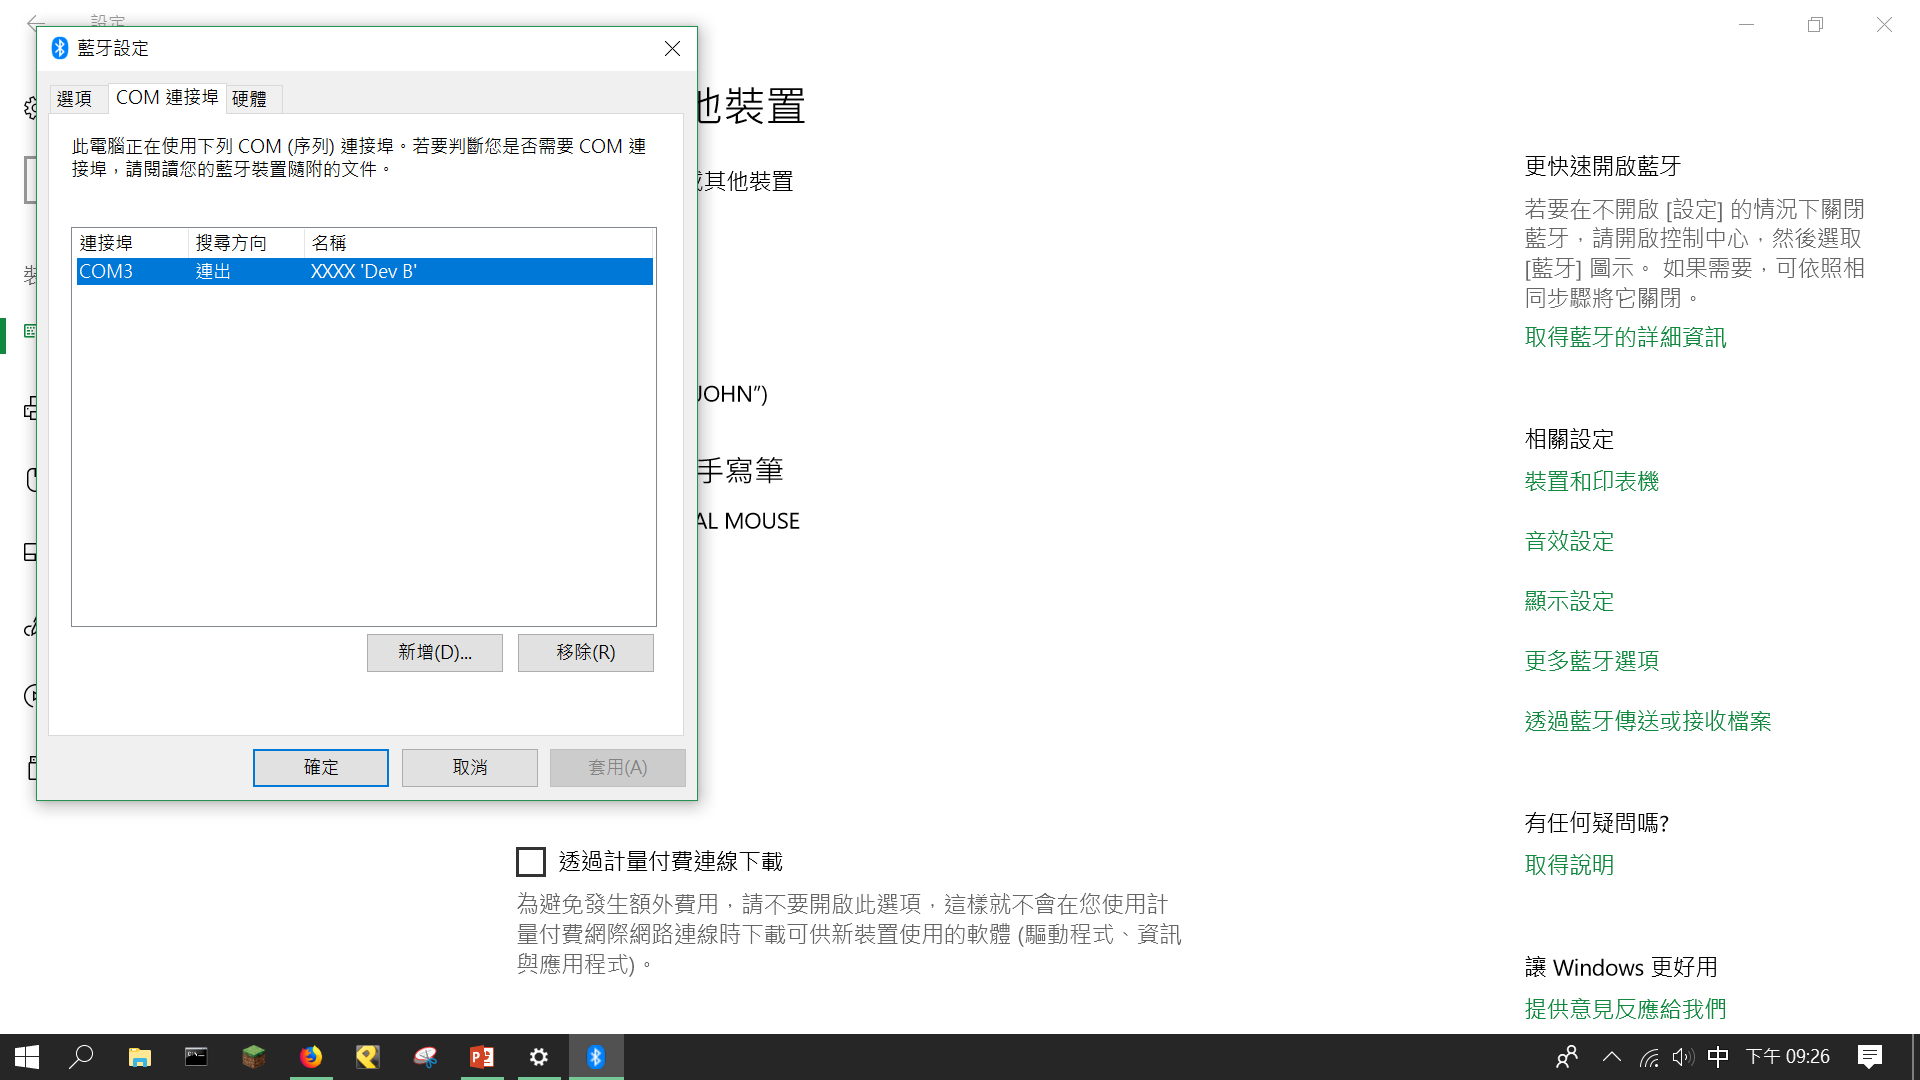 設定
藍牙設定
選項
COM 連接埠
硬體
此電腦正在使用下列 COM (序列) 連接埠。若要判斷您是否需要 COM 連
接埠，請閱讀您的藍牙裝置隨附的文件。
連接埠 搜尋方向 名稱
COM3 連出 XXXX 'Dev B'
新增(D)...
移除(R)
確定
取消
套用(A)
他裝置
或其他裝置
JOHN”)
手寫筆
AL MOUSE
透過計量付費連線下載
為避免發生額外費用，請不要開啟此選項，這樣就不會在您使用計
量付費網際網路連線時下載可供新裝置使用的軟體 (驅動程式、資訊
與應用程式)。
更快速開啟藍牙
若要在不開啟 [設定] 的情況下關閉
藍牙，請開啟控制中心，然後選取
[藍牙] 圖示。 如果需要，可依照相
同步驟將它關閉。
取得藍牙的詳細資訊
相關設定
裝置和印表機
音效設定
顯示設定
更多藍牙選項
透過藍牙傳送或接收檔案
有任何疑問嗎?
取得說明
讓 Windows 更好用
提供意見反應給我們
中
下午 09:26